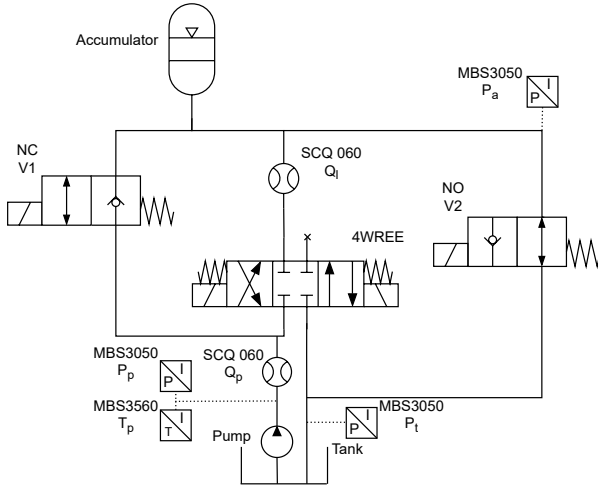 Accumulator
MBS3050
Pa
I
P
NC
V1
SCQ 060
Ql
NO
V2
4WREE
MBS3050
Pp
I
P
SCQ 060
Qp
MBS3560
Tp
I
T
MBS3050
Pt
I
P
Pump
Tank